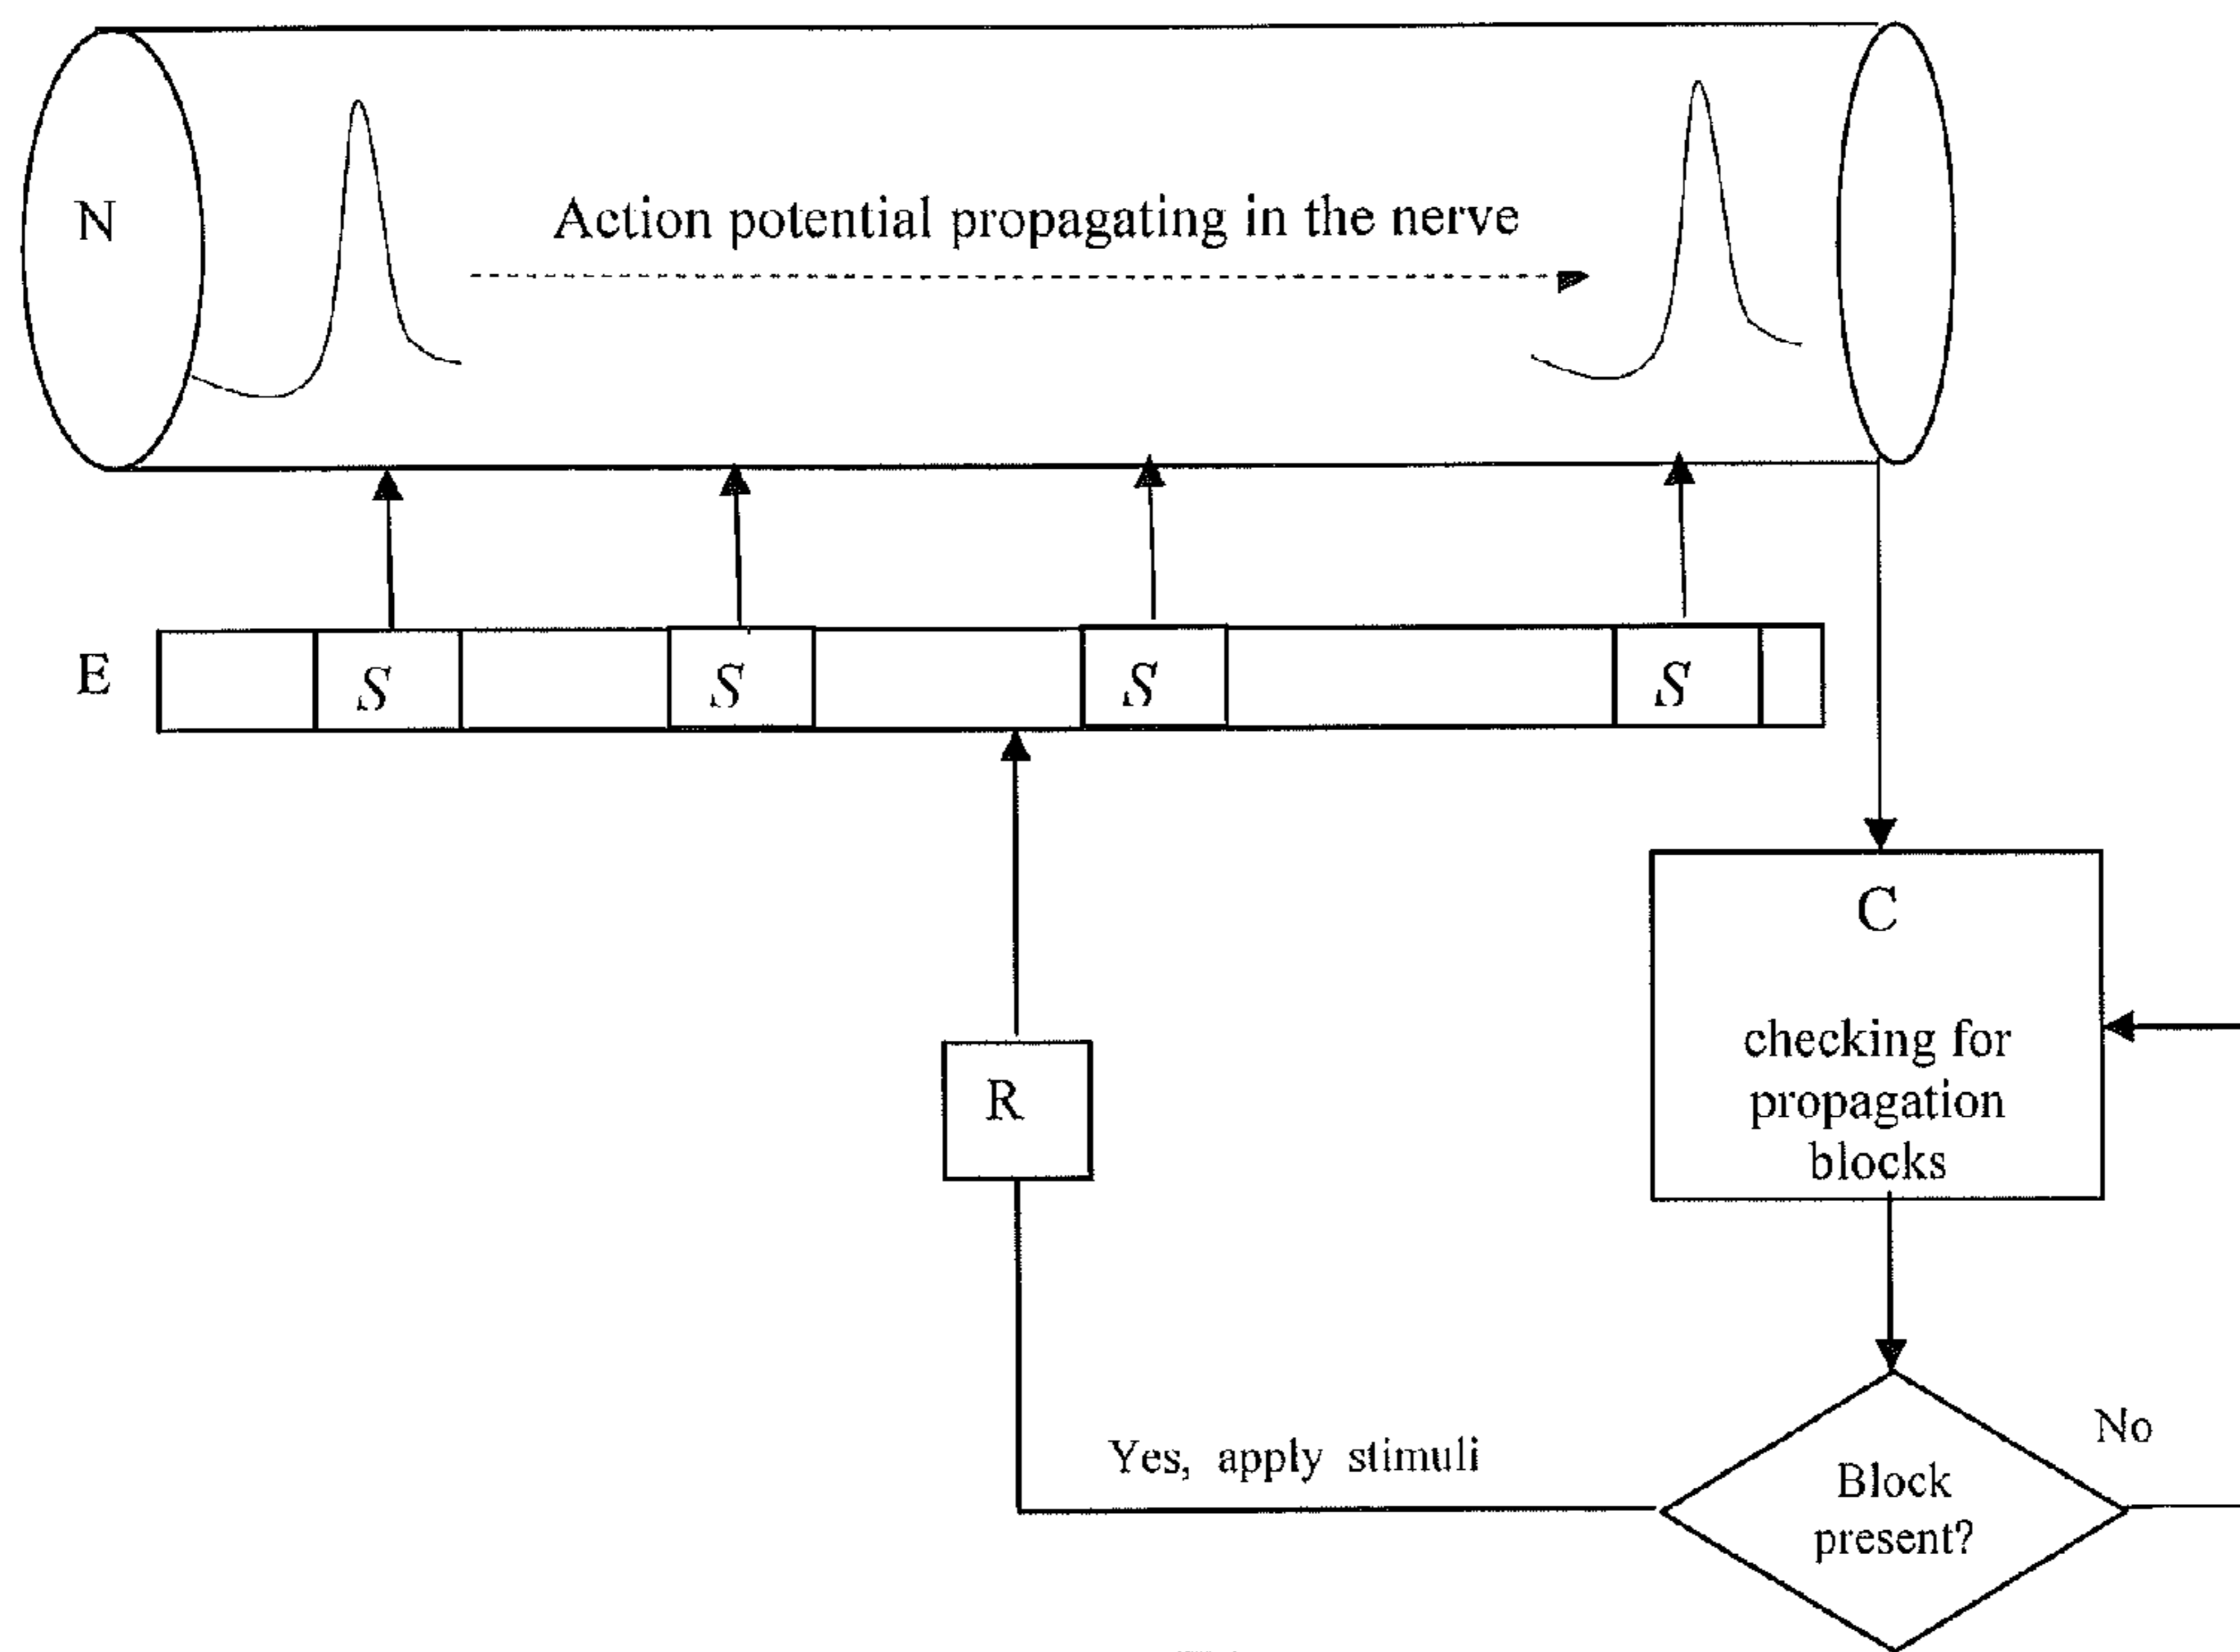 N
Action potential propagating in the nerve
E
S
S
S
S
C
checking for
propagation
blocks
R
No
Yes, apply stimuli
Block
present?